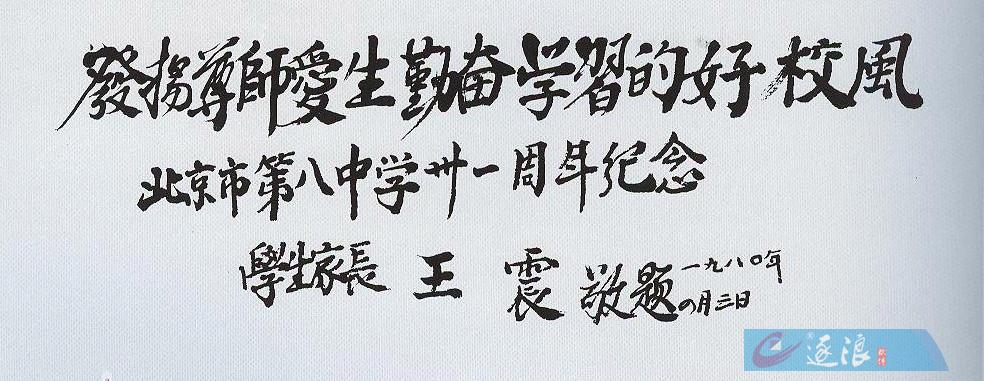 發揚尊師愛生勤奋学習的好校風
北京市第八中学卅一周年纪念
學生家長 王 震 敬题 一九八〇年
四月三日
逐浪